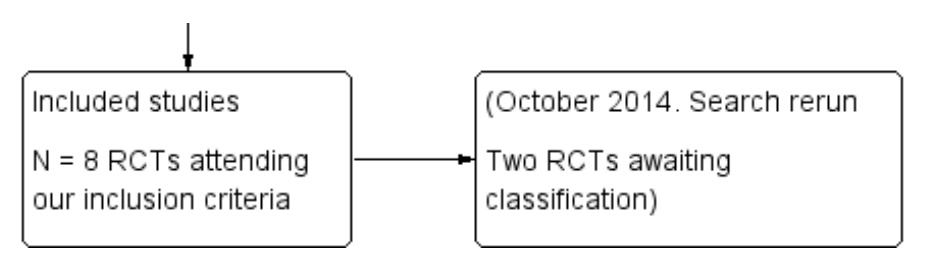 Included studies
N = 8 RCTs attending
our inclusion criteria
(October 2014. Search rerun
Two RCTs awaiting
classification)